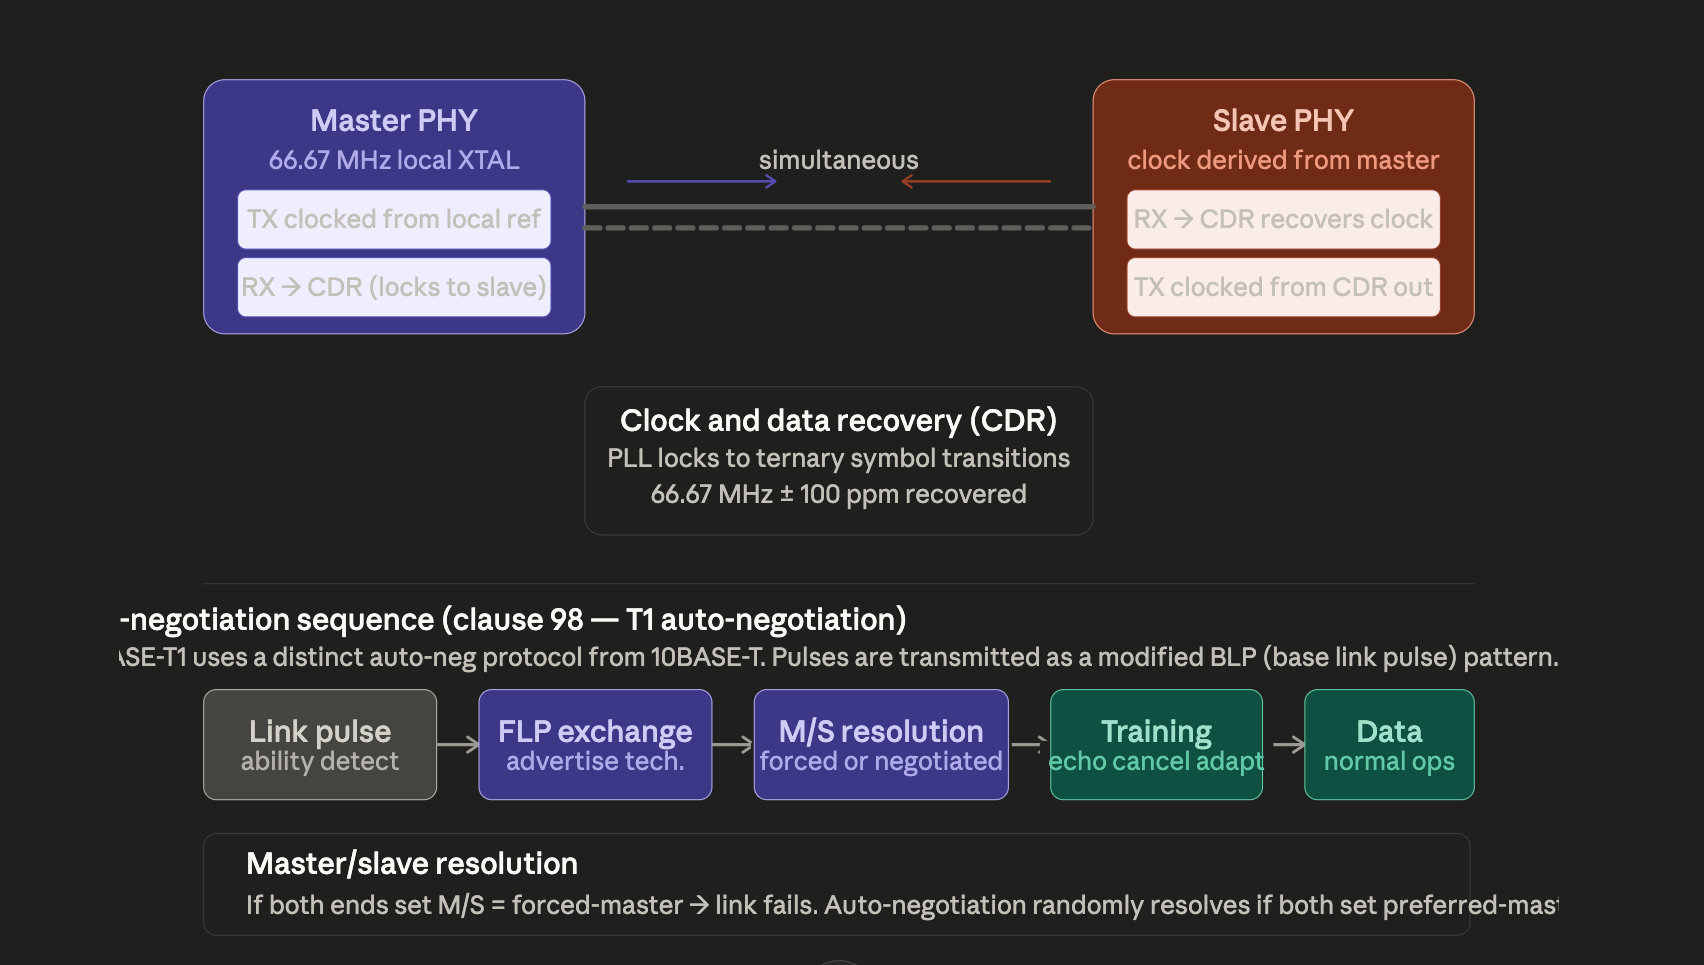 Master PHY
66.67 MHz local XTAL
TX clocked from local ref
RX → CDR (locks to slave)
simultaneous
Slave PHY
clock derived from master
RX → CDR recovers clock
TX clocked from CDR out
Clock and data recovery (CDR)
PLL locks to ternary symbol transitions
66.67 MHz ± 100 ppm recovered
-negotiation sequence (clause 98 — T1 auto-negotiation)
ASE-T1 uses a distinct auto-neg protocol from 10BASE-T. Pulses are transmitted as a modified BLP (base link pulse) pattern.
Link pulse
ability detect
FLP exchange
advertise tech.
M/S resolution
forced or negotiated
Training
echo cancel adapt
Data
normal ops
Master/slave resolution
If both ends set M/S = forced-master → link fails. Auto-negotiation randomly resolves if both set preferred-mast